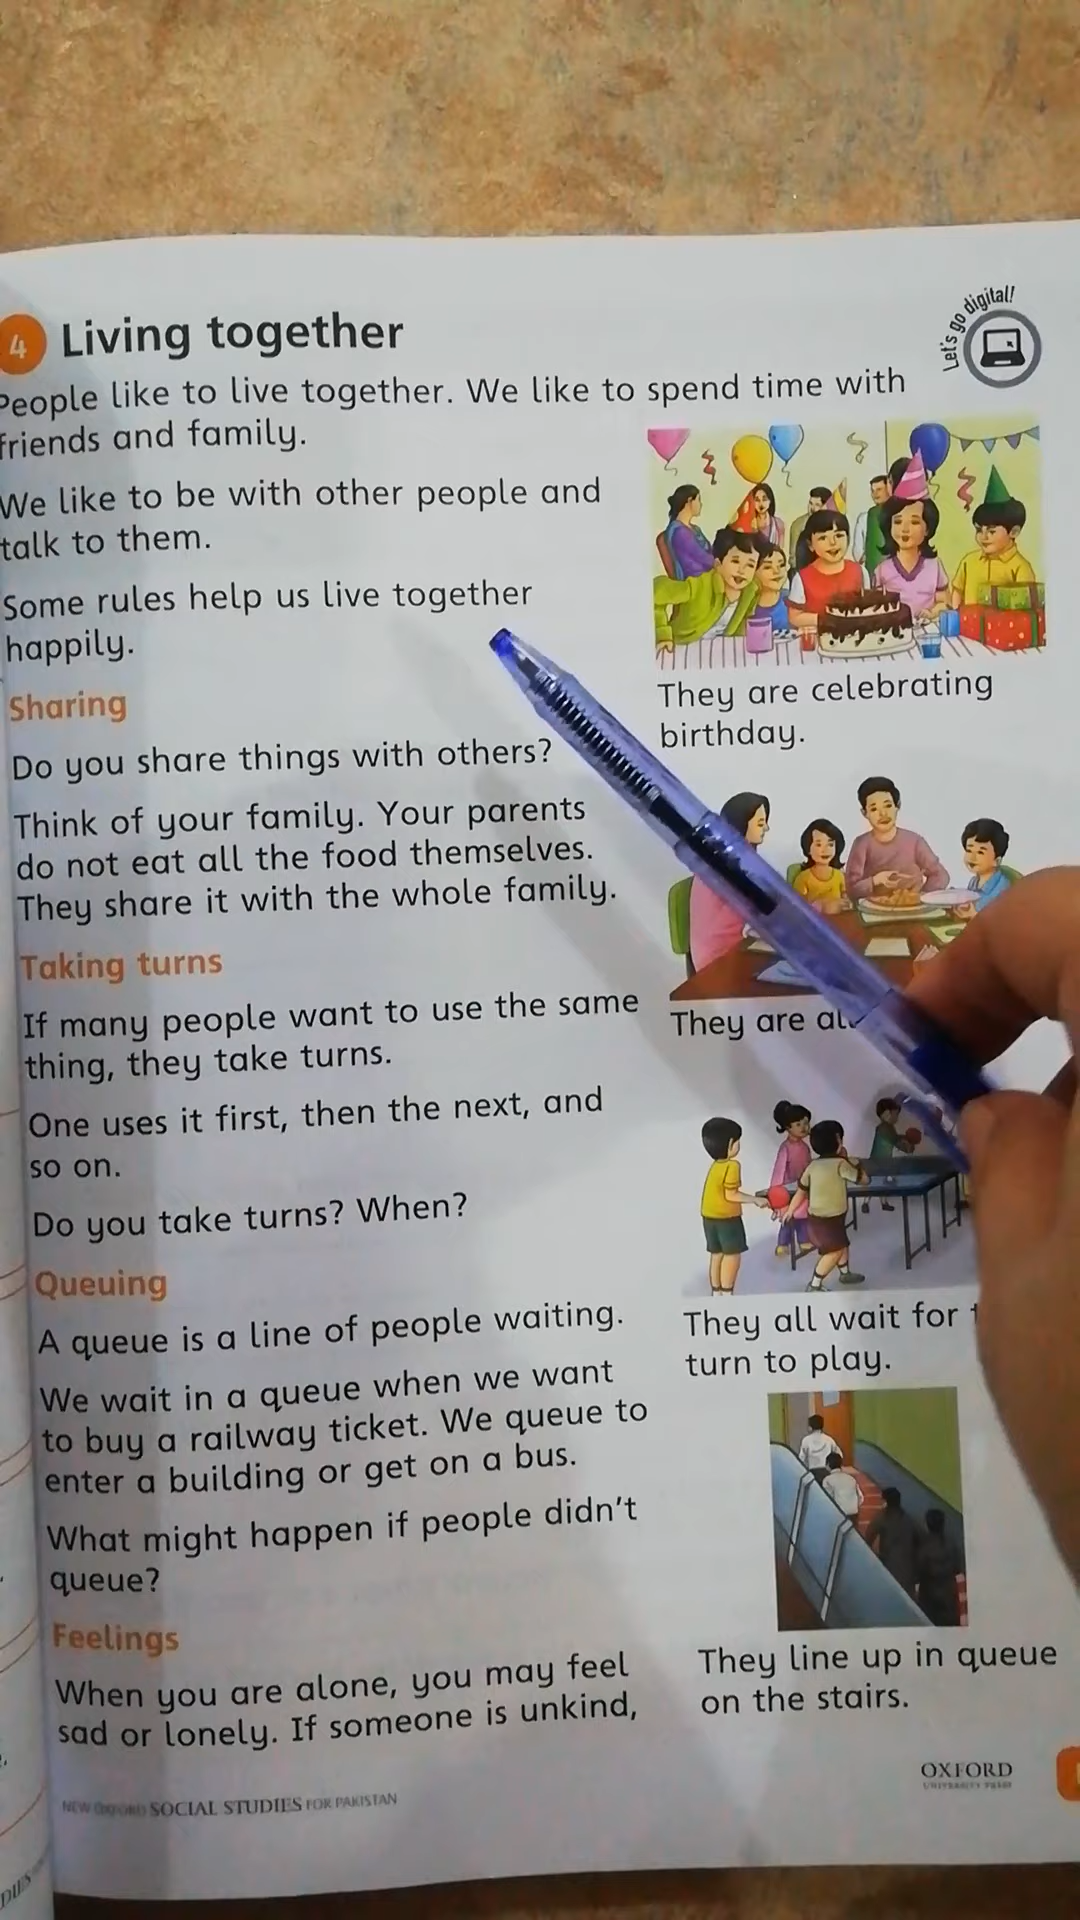 4 Living together
Let's go digital!
People like to live together. We like to spend time with
friends and family.
We like to be with other people and
talk to them.
Some rules help us live together
happily.
They are celebrating
birthday.
Sharing
Do you share things with others?
Think of your family. Your parents
do not eat all the food themselves.
They share it with the whole family.
They are
Taking turns
If many people want to use the same
thing, they take turns.
One uses it first, then the next, and
so on.
Do you take turns? When?
They all wait for
turn to play.
Queuing
A queue is a line of people waiting.
We wait in a queue when we want
to buy a railway ticket. We queue to
enter a building or get on a bus.
What might happen if people didn't
queue?
They line up in queue
on the stairs.
Feelings
When you are alone, you may feel
sad or lonely. If someone is unkind,
OXFORD
UNIVERSITY PRESS
NEW OXFORD SOCIAL STUDIES FOR PAKISTAN